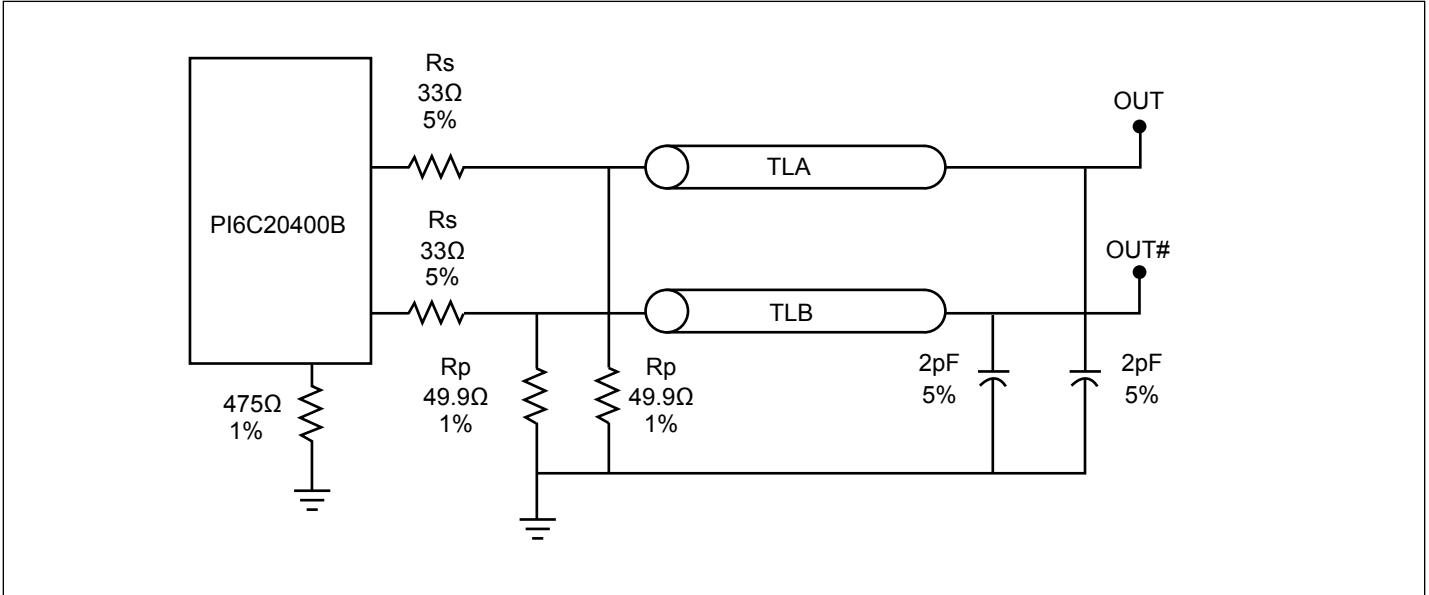 Rs
33Ω
5%
OUT
TLA
PI6C20400B
Rs
33Ω
5%
OUT#
TLB
Rp
49.9Ω
1%
Rp
49.9Ω
1%
2pF
5%
2pF
5%
475Ω
1%